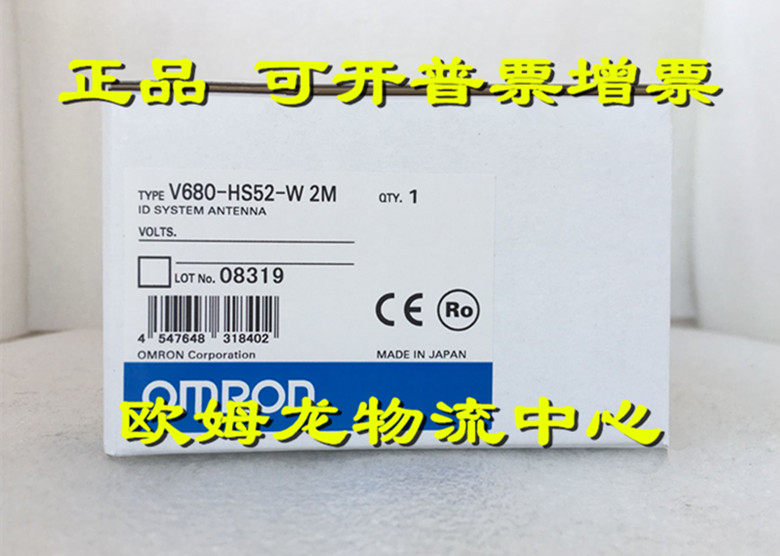 正品 可开普票增票
TYPE V680-HS52-W 2M QTY. 1
ID SYSTEM ANTENNA
VOLTS.
LOT No. 08319
CE Ro
4 547648 318402
OMRON Corporation MADE IN JAPAN
OMRON
欧姆龙物流中心